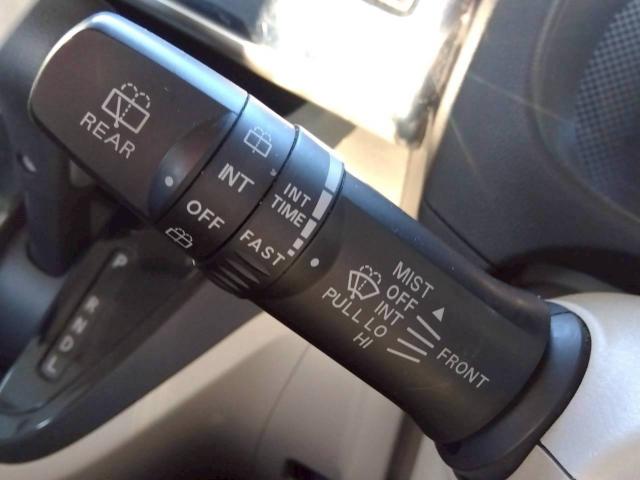 REAR
INT
OFF
INT
TIME
FAST
MIST
OFF
INT
PULL LO
HI
FRONT
P
R
N
D
L